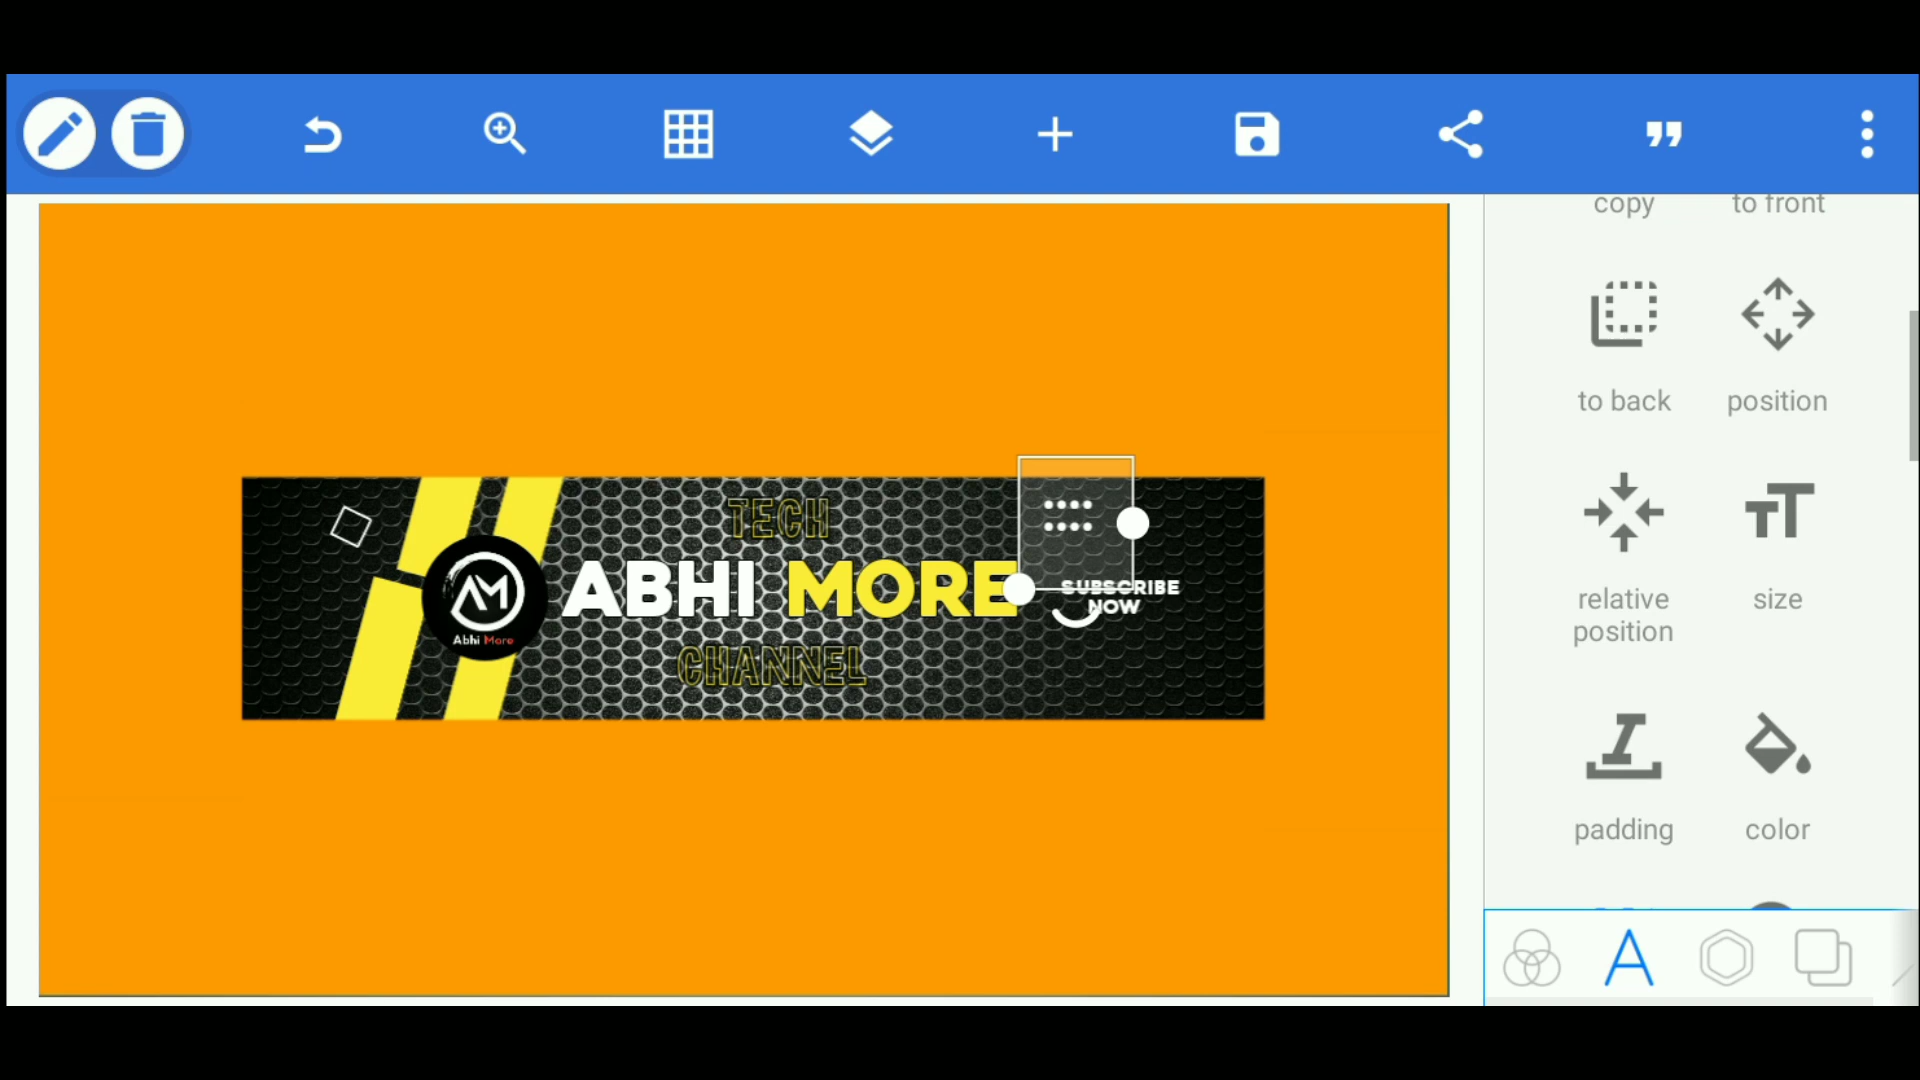 copy
to front
to back
position
relative
position
size
padding
color
TECH
ABHI MORE
CHANNEL
SUBSCRIBE
NOW
AM
Abhi More